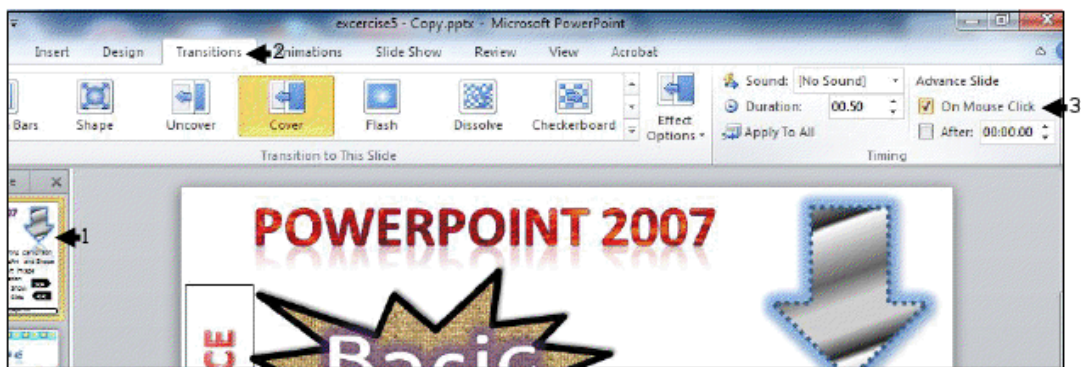 excercise5 - Copy.pptx - Microsoft PowerPoint
Insert Design Transitions 2 Animations Slide Show Review View Acrobat
Bars Shape Uncover Cover Flash Dissolve Checkerboard Effect Options
Sound: [No Sound] Advance Slide
Duration: 00.50 On Mouse Click 3
Apply To All After: 00:00.00
Transition to This Slide Timing
1
POWERPOINT 2007
Basic